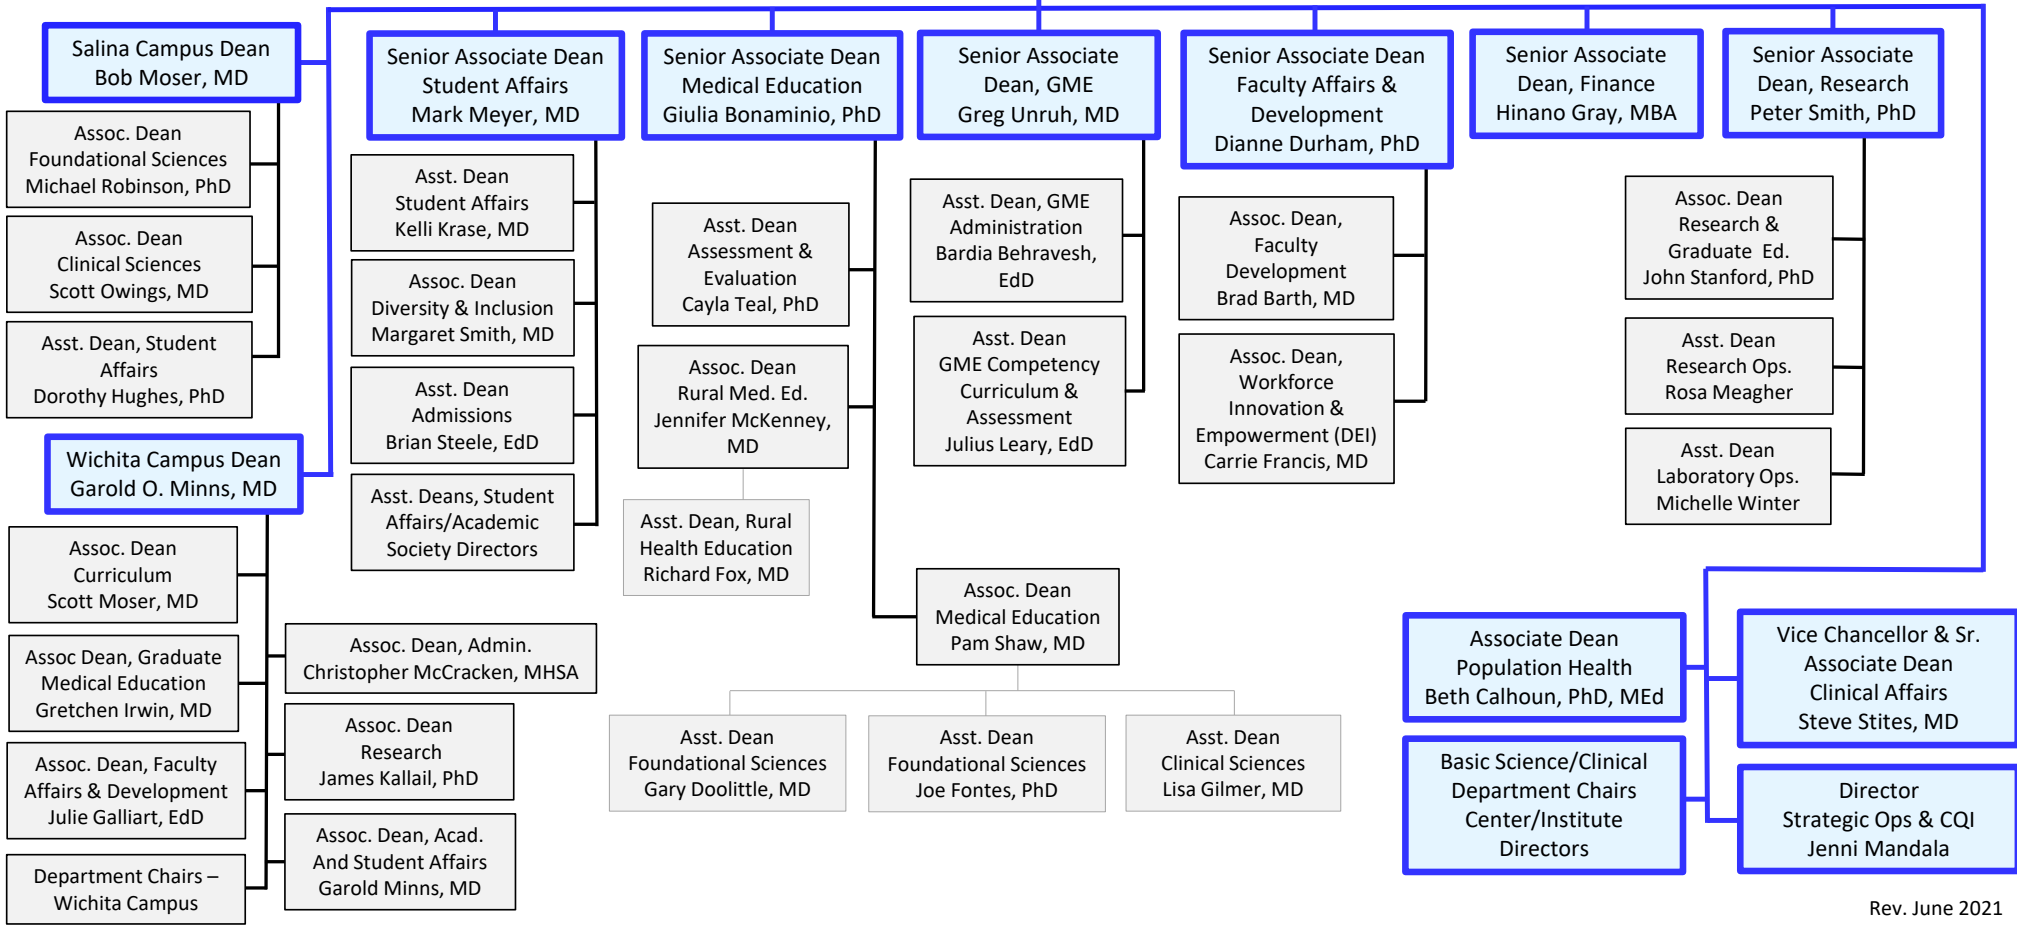 Salina Campus Dean
Bob Moser, MD
Assoc. Dean
Foundational Sciences
Michael Robinson, PhD
Assoc. Dean
Clinical Sciences
Scott Owings, MD
Asst. Dean, Student
Affairs
Dorothy Hughes, PhD
Wichita Campus Dean
Garold O. Minns, MD
Assoc. Dean
Curriculum
Scott Moser, MD
Assoc Dean, Graduate
Medical Education
Gretchen Irwin, MD
Assoc. Dean, Faculty
Affairs & Development
Julie Galliart, EdD
Department Chairs –
Wichita Campus
Assoc. Dean, Admin.
Christopher McCracken, MHSA
Assoc. Dean
Research
James Kallail, PhD
Assoc. Dean, Acad.
And Student Affairs
Garold Minns, MD
Senior Associate Dean
Student Affairs
Mark Meyer, MD
Asst. Dean
Student Affairs
Kelli Krase, MD
Assoc. Dean
Diversity & Inclusion
Margaret Smith, MD
Asst. Dean
Admissions
Brian Steele, EdD
Asst. Deans, Student
Affairs/Academic
Society Directors
Senior Associate Dean
Medical Education
Giulia Bonaminio, PhD
Asst. Dean
Assessment &
Evaluation
Cayla Teal, PhD
Assoc. Dean
Rural Med. Ed.
Jennifer McKenney,
MD
Asst. Dean, Rural
Health Education
Richard Fox, MD
Assoc. Dean
Medical Education
Pam Shaw, MD
Asst. Dean
Foundational Sciences
Gary Doolittle, MD
Asst. Dean
Foundational Sciences
Joe Fontes, PhD
Asst. Dean
Clinical Sciences
Lisa Gilmer, MD
Senior Associate
Dean, GME
Greg Unruh, MD
Asst. Dean, GME
Administration
Bardia Behravesh,
EdD
Asst. Dean
GME Competency
Curriculum &
Assessment
Julius Leary, EdD
Senior Associate Dean
Faculty Affairs &
Development
Dianne Durham, PhD
Assoc. Dean,
Faculty
Development
Brad Barth, MD
Assoc. Dean,
Workforce
Innovation &
Empowerment (DEI)
Carrie Francis, MD
Senior Associate
Dean, Finance
Hinano Gray, MBA
Senior Associate
Dean, Research
Peter Smith, PhD
Assoc. Dean
Research &
Graduate Ed.
John Stanford, PhD
Asst. Dean
Research Ops.
Rosa Meagher
Asst. Dean
Laboratory Ops.
Michelle Winter
Associate Dean
Population Health
Beth Calhoun, PhD, MEd
Vice Chancellor & Sr.
Associate Dean
Clinical Affairs
Steve Stites, MD
Basic Science/Clinical
Department Chairs
Center/Institute
Directors
Director
Strategic Ops & CQI
Jenni Mandala
Rev. June 2021